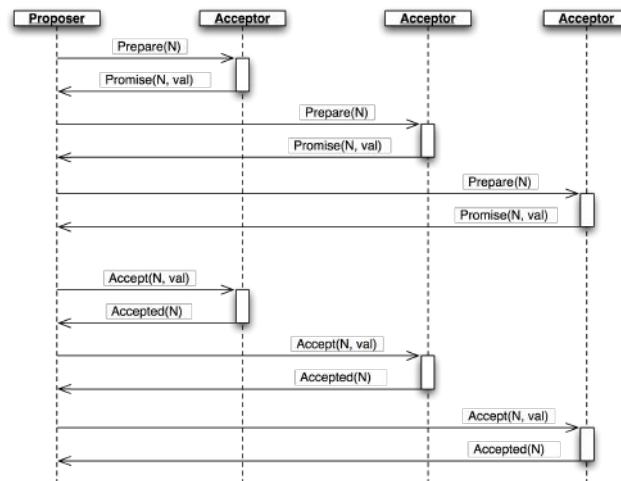 Proposer
Acceptor
Acceptor
Acceptor
Prepare(N)
Promise(N, val)
Prepare(N)
Promise(N, val)
Prepare(N)
Promise(N, val)
Accept(N, val)
Accepted(N)
Accept(N, val)
Accepted(N)
Accept(N, val)
Accepted(N)